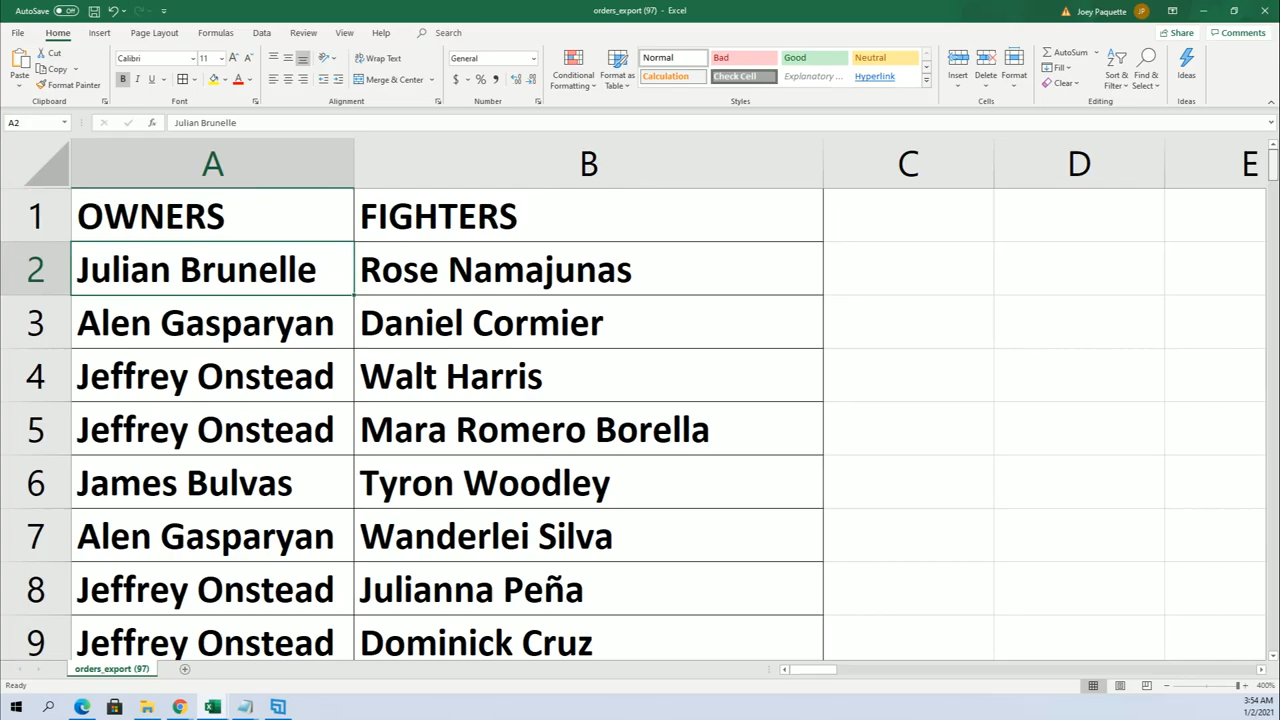 AutoSave Off
orders_export (97) - Excel
Joey Paquette JP
File Home Insert Page Layout Formulas Data Review View Help Search Share Comments
Paste
Cut
Copy
Format Painter
Clipboard
Calibri 11
B I U
Font
Wrap Text
Merge & Center
Alignment
General
$ % ,
Number
Conditional Formatting
Format as Table
Normal Bad Good Neutral
Calculation Check Cell Explanatory ... Hyperlink
Styles
Insert Delete Format
Cells
AutoSum
Fill
Clear
Sort & Filter
Find & Select
Editing
Ideas
Ideas
A2 fx Julian Brunelle
A B C D E
1 OWNERS FIGHTERS
2 Julian Brunelle Rose Namajunas
3 Alen Gasparyan Daniel Cormier
4 Jeffrey Onstead Walt Harris
5 Jeffrey Onstead Mara Romero Borella
6 James Bulvas Tyron Woodley
7 Alen Gasparyan Wanderlei Silva
8 Jeffrey Onstead Julianna Peña
9 Jeffrey Onstead Dominick Cruz
orders_export (97)
Ready 400%
3:54 AM
1/2/2021